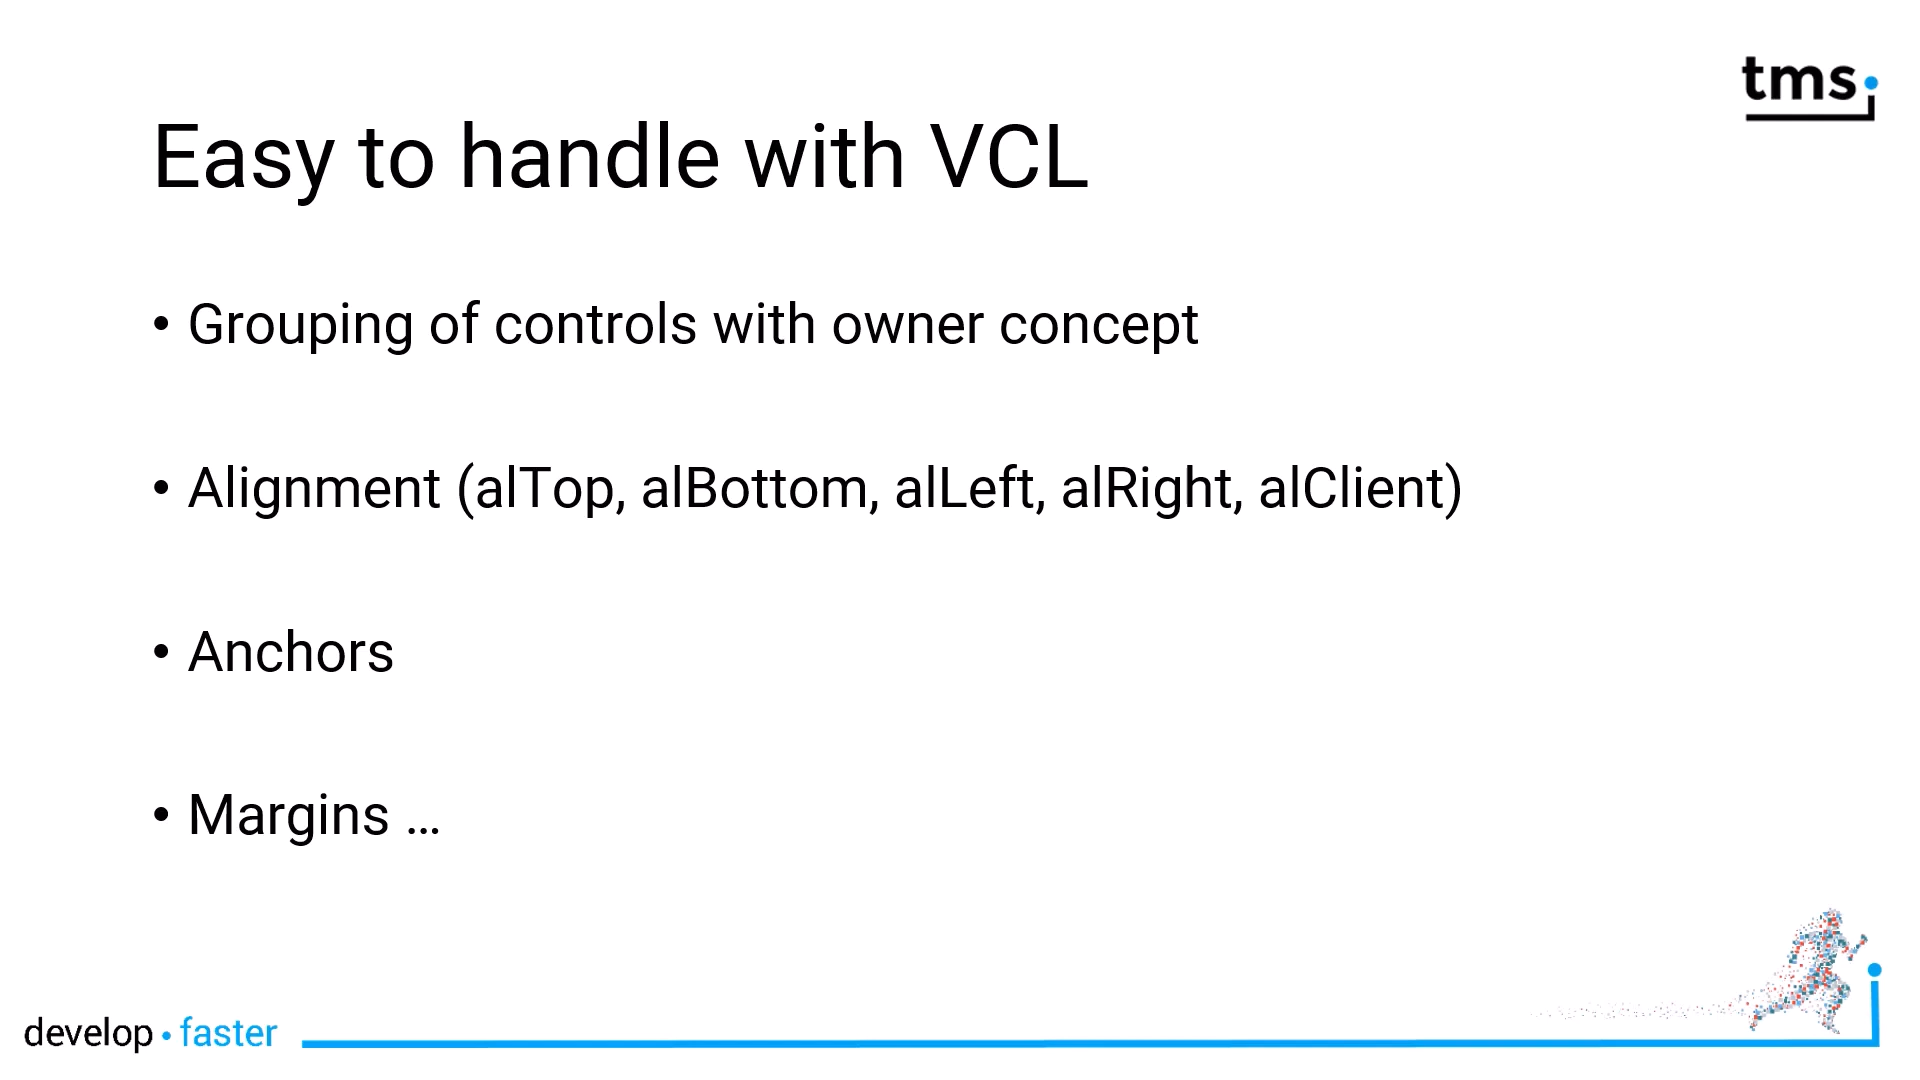 tms
Easy to handle with VCL
• Grouping of controls with owner concept
• Alignment (alTop, alBottom, alLeft, alRight, alClient)
• Anchors
• Margins …
develop • faster